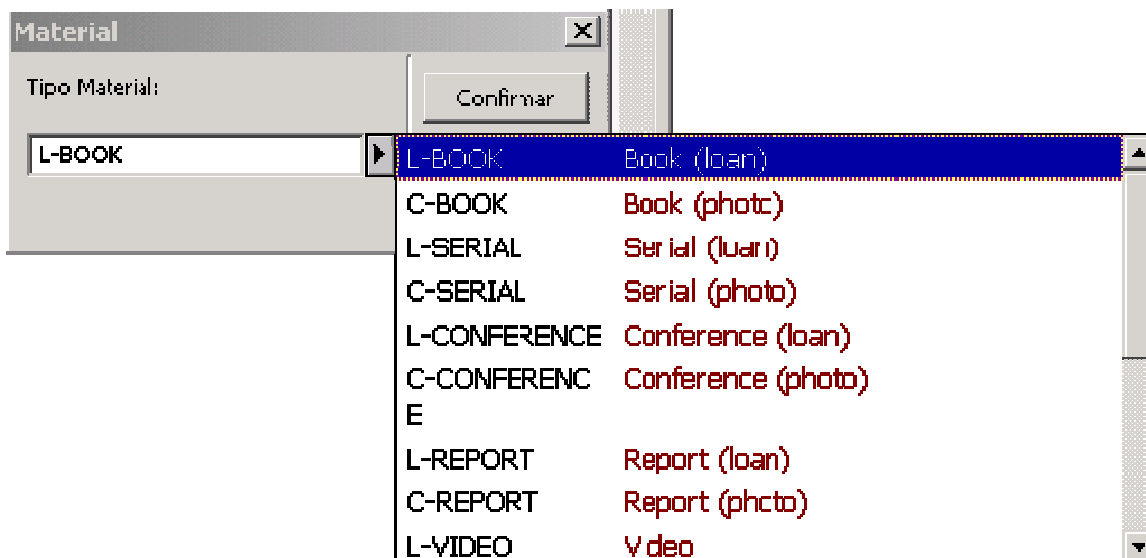 Material
Tipo Material:
Confirmar
L-BOOK
L-BOOK Book (loan)
C-BOOK Book (photo)
L-SERIAL Serial (loan)
C-SERIAL Serial (photo)
L-CONFERENCE Conference (loan)
C-CONFERENC Conference (photo)
E
L-REPORT Report (loan)
C-REPORT Report (photo)
L-VIDEO Video